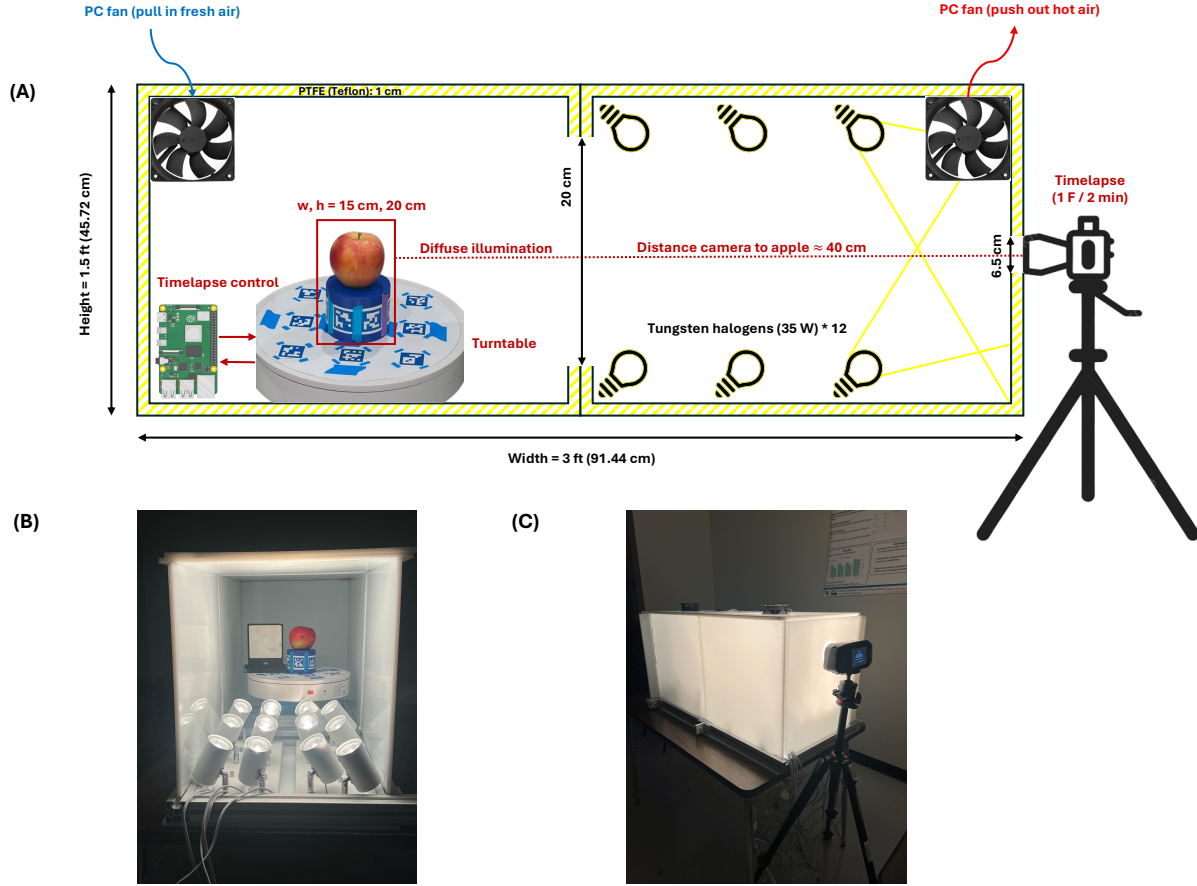 PC fan (pull in fresh air)
PC fan (push out hot air)
(A)
PTFE (Teflon): 1 cm
Height = 1.5 ft (45.72 cm)
20 cm
w, h = 15 cm, 20 cm
Diffuse illumination
Distance camera to apple ≈ 40 cm
6.5 cm
Timelapse
(1 F / 2 min)
Timelapse control
Turntable
Tungsten halogens (35 W) * 12
Width = 3 ft (91.44 cm)
(B)
(C)